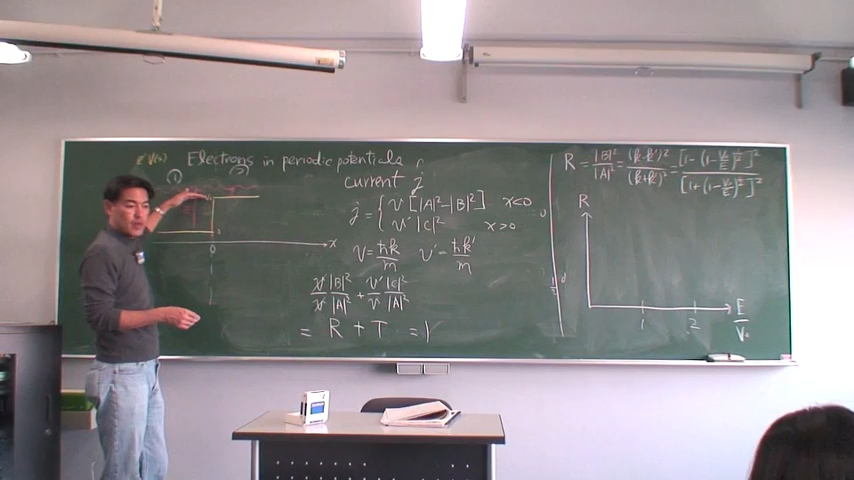 E V(x)
Electrons in periodic potentials
(1) (2)
current j
j = { v [|A|²-|B|²] x<0
v' |c|² x>0
v = ħk/m v' = ħk'/m
v|B|²/v|A|² + v'|C|²/v|A|²
= R + T = 1
0 x
R = |B|²/|A|² = (k-k')²/(k+k')² = [1-(1-V₀/E)^½]²/[1+(1-V₀/E)^½]²
R
1 2
E/V₀